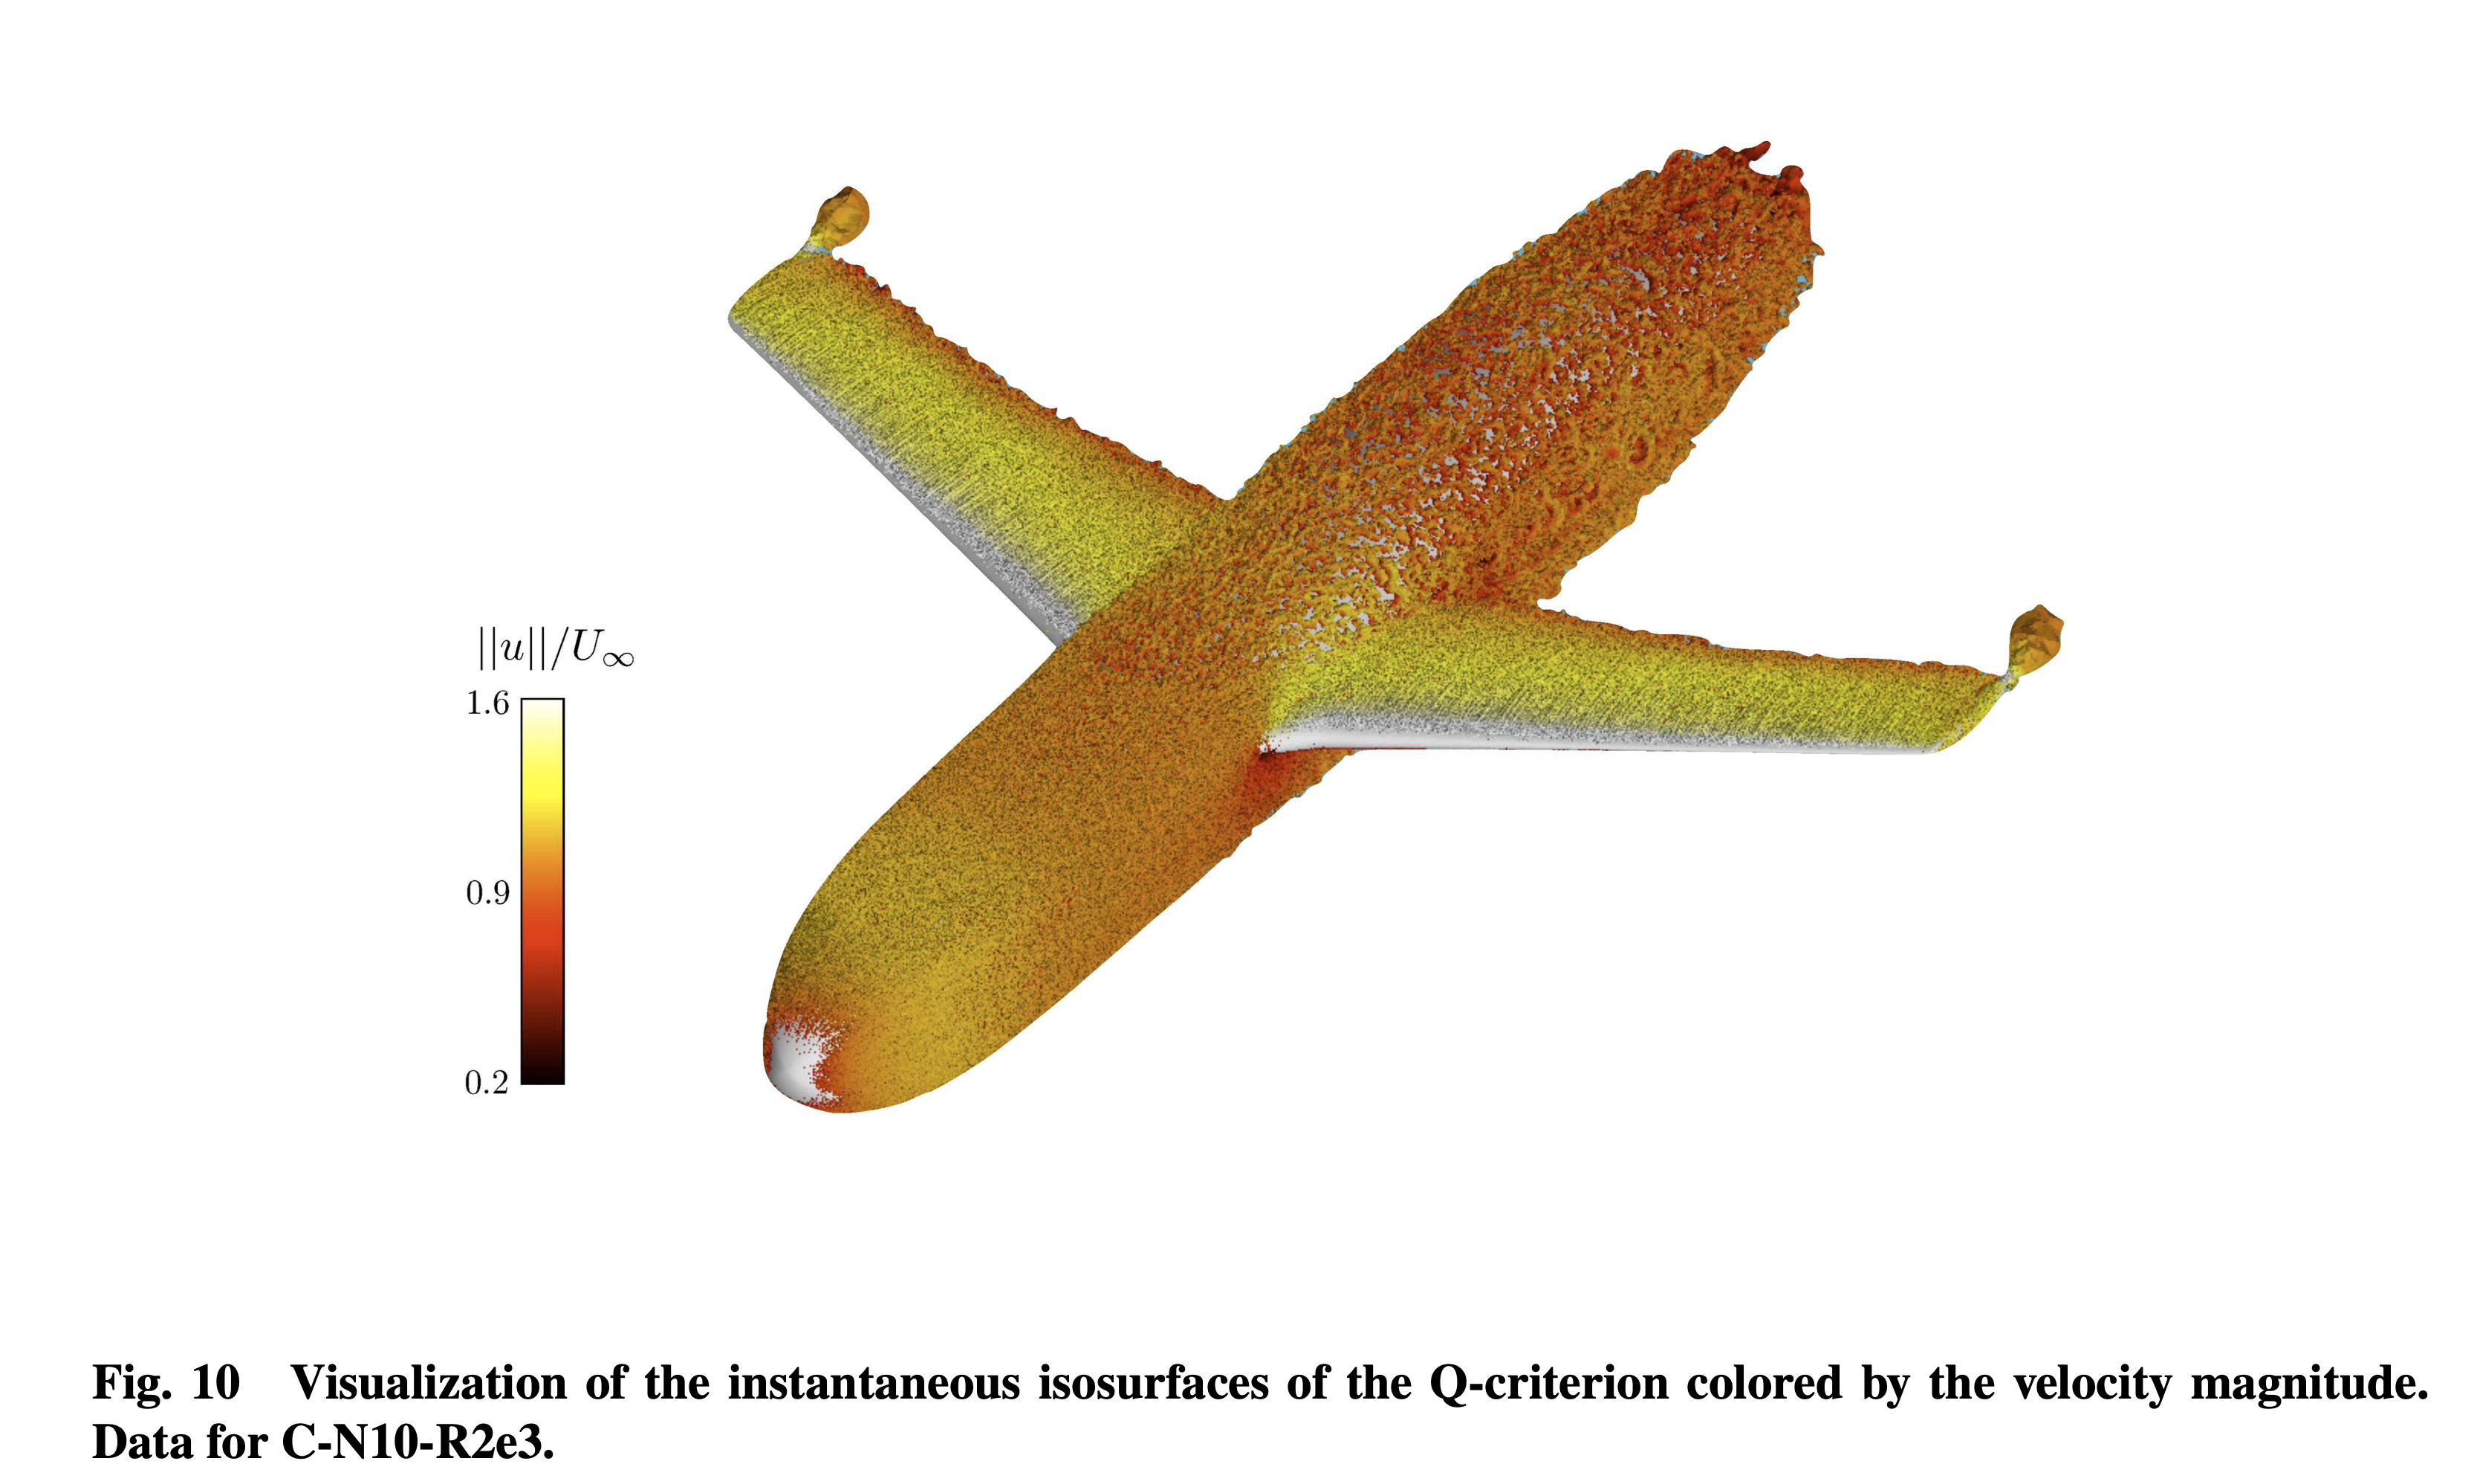 ||u||/U∞
1.6
0.9
0.2
Fig. 10 Visualization of the instantaneous isosurfaces of the Q-criterion colored by the velocity magnitude.
Data for C-N10-R2e3.